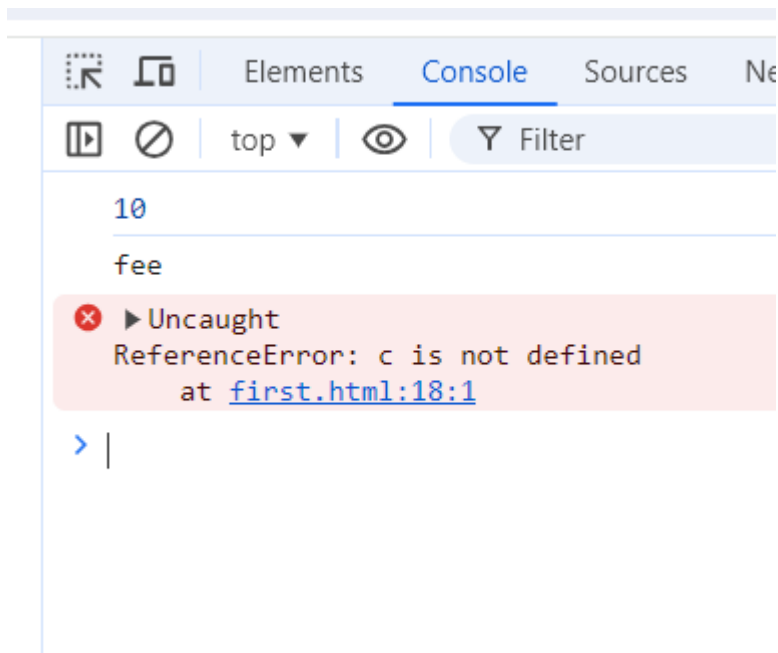 Elements Console Sources Ne
top Filter
10
fee
Uncaught
ReferenceError: c is not defined
at first.html:18:1